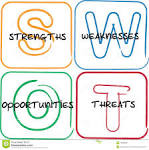 S
STRENGTHS
W
WEAKNESSES
O
OPPORTUNITIES
T
THREATS